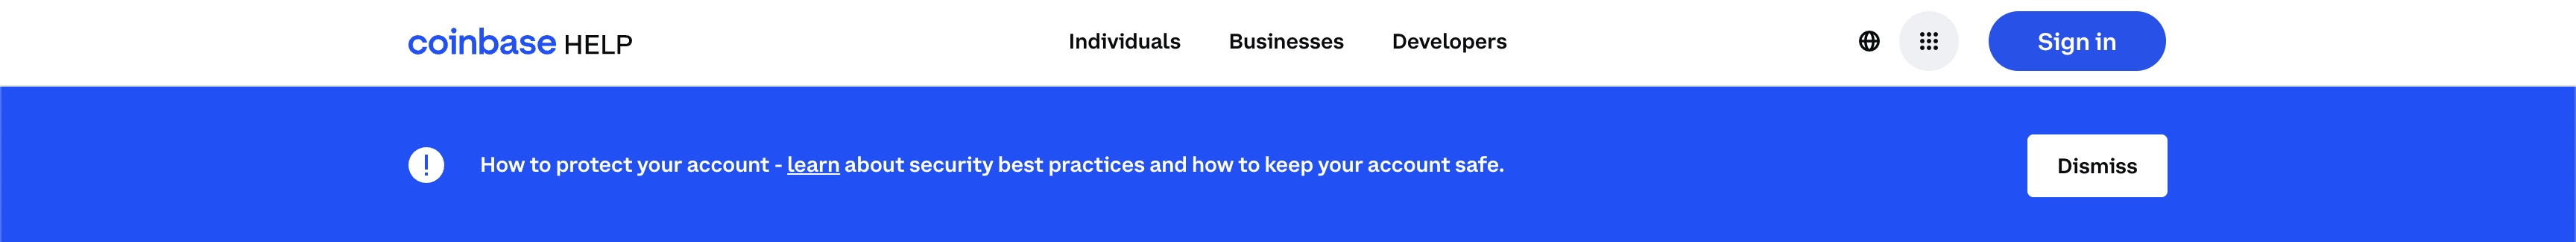 coinbase HELP
Individuals Businesses Developers
Sign in
How to protect your account - learn about security best practices and how to keep your account safe.
Dismiss